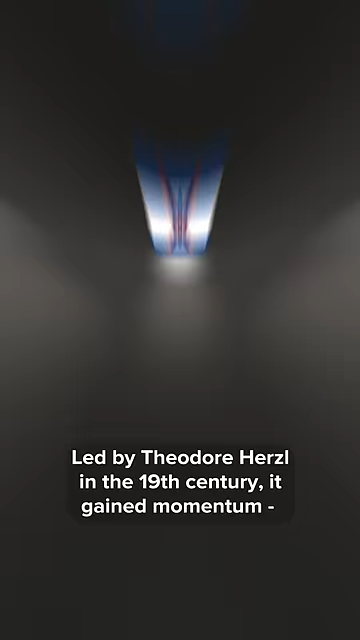 Led by Theodore Herzl
in the 19th century, it
gained momentum -